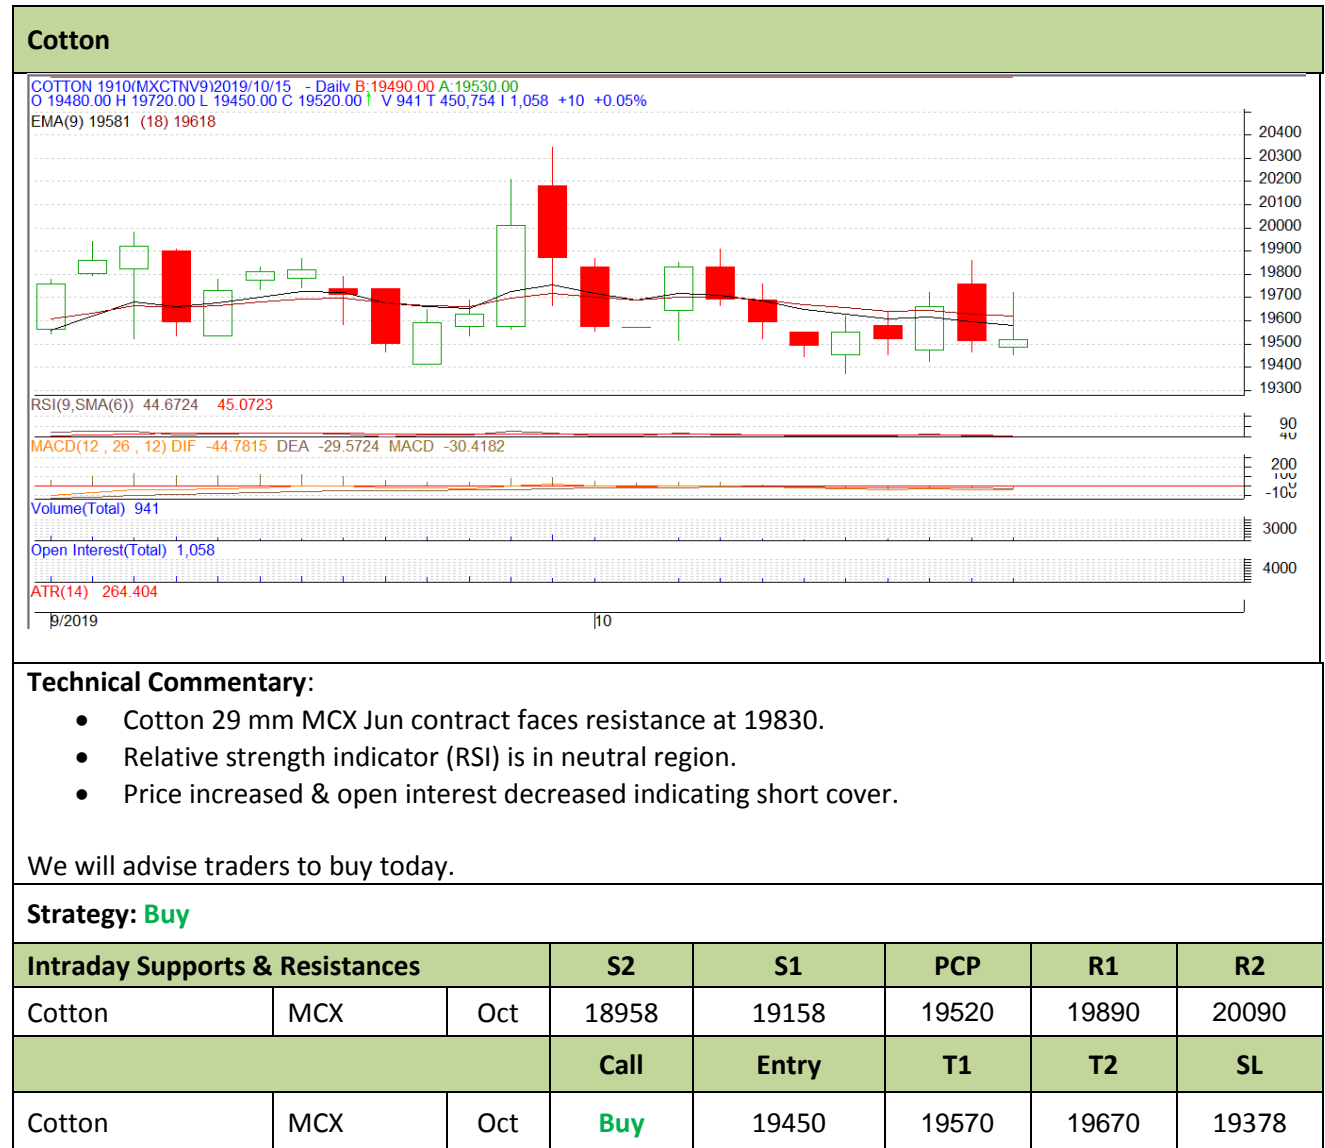 Cotton
COTTON 1910(MXCTNV9)2019/10/15 - Daily B:19490.00 A:19530.00
O 19480.00 H 19720.00 L 19450.00 C 19520.00 ↑ V 941 T 450,754 I 1,058 +10 +0.05%
EMA(9) 19581 (18) 19618
20400
20300
20200
20100
20000
19900
19800
19700
19600
19500
19400
19300
RSI(9,SMA(6)) 44.6724 45.0723
90
40
MACD(12 , 26 , 12) DIF -44.7815 DEA -29.5724 MACD -30.4182
200
-100
Volume(Total) 941
3000
Open Interest(Total) 1,058
4000
ATR(14) 264.404
9/2019 10
Technical Commentary:
• Cotton 29 mm MCX Jun contract faces resistance at 19830.
• Relative strength indicator (RSI) is in neutral region.
• Price increased & open interest decreased indicating short cover.
We will advise traders to buy today.
Strategy: Buy
Intraday Supports & Resistances S2 S1 PCP R1 R2
Cotton MCX Oct 18958 19158 19520 19890 20090
Call Entry T1 T2 SL
Cotton MCX Oct Buy 19450 19570 19670 19378